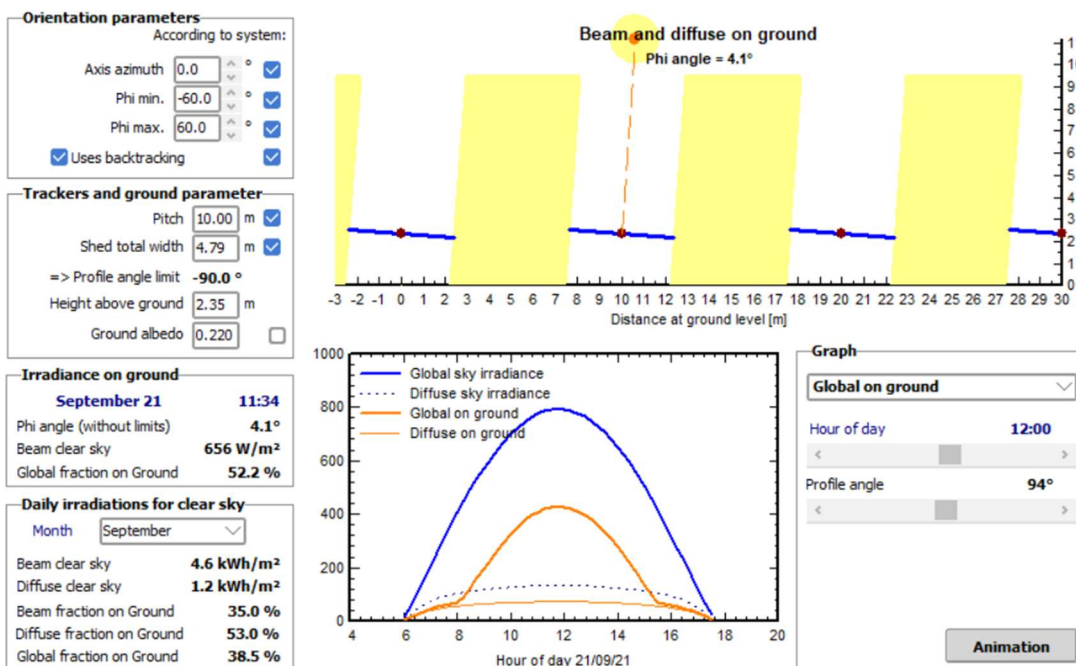 Orientation parameters
According to system:
Axis azimuth 0.0 °
Phi min. -60.0 °
Phi max. 60.0 °
Uses backtracking
Trackers and ground parameter
Pitch 10.00 m
Shed total width 4.79 m
=> Profile angle limit -90.0 °
Height above ground 2.35 m
Ground albedo 0.220
Irradiance on ground
September 21 11:34
Phi angle (without limits) 4.1°
Beam clear sky 656 W/m²
Global fraction on Ground 52.2 %
Daily irradiations for clear sky
Month September
Beam clear sky 4.6 kWh/m²
Diffuse clear sky 1.2 kWh/m²
Beam fraction on Ground 35.0 %
Diffuse fraction on Ground 53.0 %
Global fraction on Ground 38.5 %
Beam and diffuse on ground
Phi angle = 4.1°
9
8
7
6
5
4
3
2
1
0
-3 -2 -1 0 1 2 3 4 5 6 7 8 9 10 11 12 13 14 15 16 17 18 19 20 21 22 23 24 25 26 27 28 29 30
Distance at ground level [m]
1000
800
600
400
200
0
Global sky irradiance
Diffuse sky irradiance
Global on ground
Diffuse on ground
4 6 8 10 12 14 16 18 20
Hour of day 21/09/21
Graph
Global on ground
Hour of day 12:00
Profile angle 94°
Animation